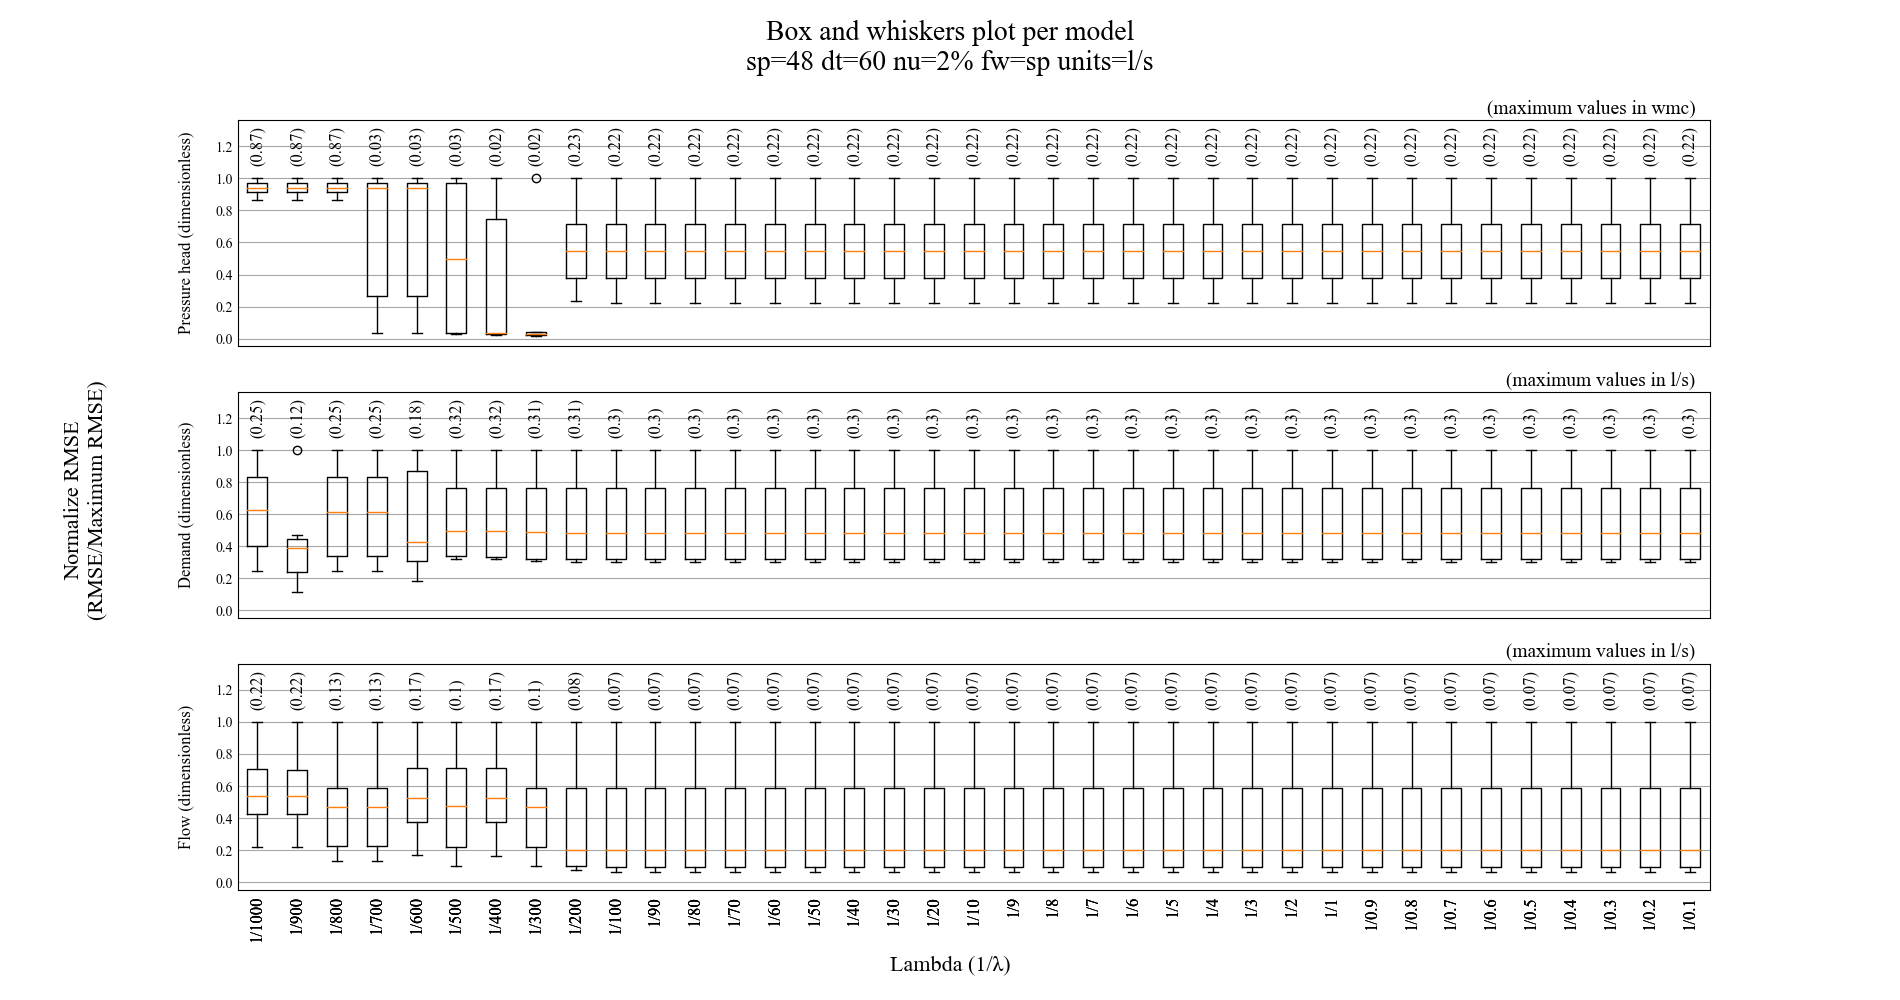 Box and whiskers plot per model
sp=48 dt=60 nu=2% fw=sp units=l/s
Normalize RMSE
(RMSE/Maximum RMSE)
(maximum values in wmc)
Pressure head (dimensionless)
(0.87) (0.87) (0.87) (0.03) (0.03) (0.03) (0.02) (0.02) (0.23) (0.22) (0.22) (0.22) (0.22) (0.22) (0.22) (0.22) (0.22) (0.22) (0.22) (0.22) (0.22) (0.22) (0.22) (0.22) (0.22) (0.22) (0.22) (0.22) (0.22) (0.22) (0.22) (0.22) (0.22) (0.22) (0.22) (0.22) (0.22)
1.2
1.0
0.8
0.6
0.4
0.2
0.0
(maximum values in l/s)
Demand (dimensionless)
(0.25) (0.12) (0.25) (0.25) (0.18) (0.32) (0.32) (0.31) (0.31) (0.3) (0.3) (0.3) (0.3) (0.3) (0.3) (0.3) (0.3) (0.3) (0.3) (0.3) (0.3) (0.3) (0.3) (0.3) (0.3) (0.3) (0.3) (0.3) (0.3) (0.3) (0.3) (0.3) (0.3) (0.3) (0.3) (0.3) (0.3)
1.2
1.0
0.8
0.6
0.4
0.2
0.0
(maximum values in l/s)
Flow (dimensionless)
(0.22) (0.22) (0.13) (0.13) (0.17) (0.1) (0.17) (0.1) (0.08) (0.07) (0.07) (0.07) (0.07) (0.07) (0.07) (0.07) (0.07) (0.07) (0.07) (0.07) (0.07) (0.07) (0.07) (0.07) (0.07) (0.07) (0.07) (0.07) (0.07) (0.07) (0.07) (0.07) (0.07) (0.07) (0.07) (0.07) (0.07)
1.2
1.0
0.8
0.6
0.4
0.2
0.0
1/1000 1/900 1/800 1/700 1/600 1/500 1/400 1/300 1/200 1/100 1/90 1/80 1/70 1/60 1/50 1/40 1/30 1/20 1/10 1/9 1/8 1/7 1/6 1/5 1/4 1/3 1/2 1/1 1/0.9 1/0.8 1/0.7 1/0.6 1/0.5 1/0.4 1/0.3 1/0.2 1/0.1
Lambda (1/λ)